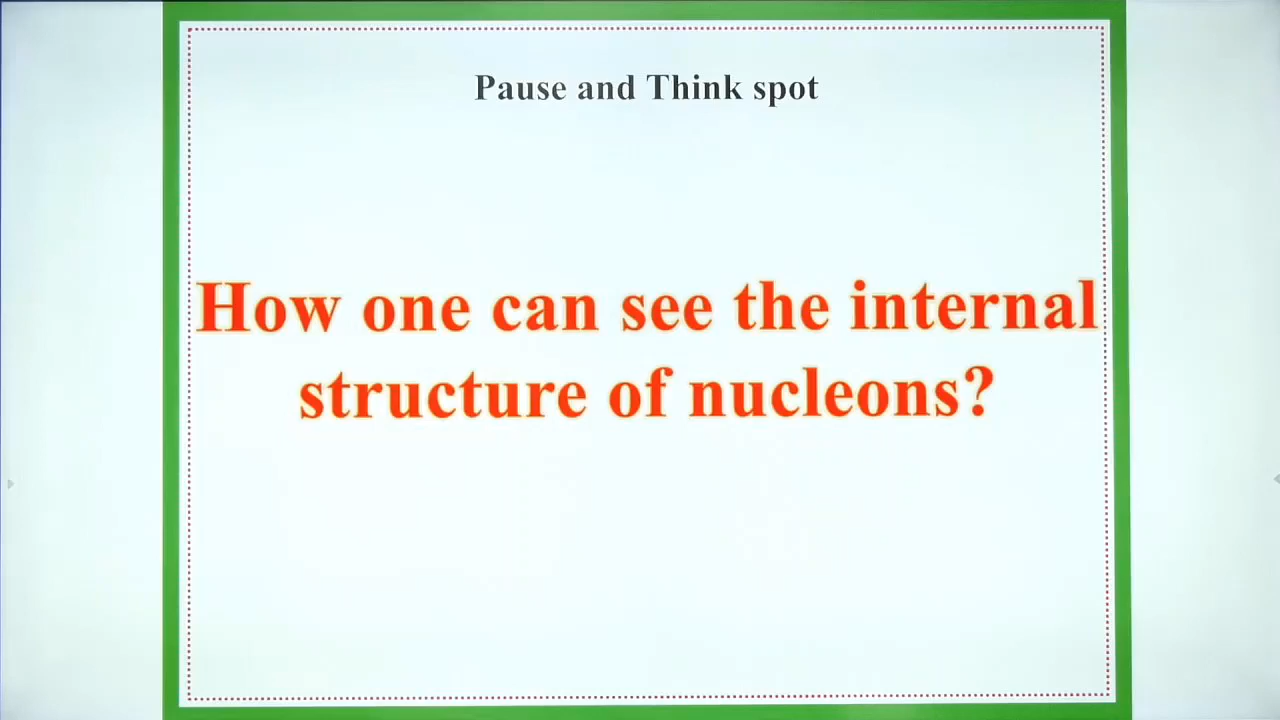 Pause and Think spot
How one can see the internal
structure of nucleons?